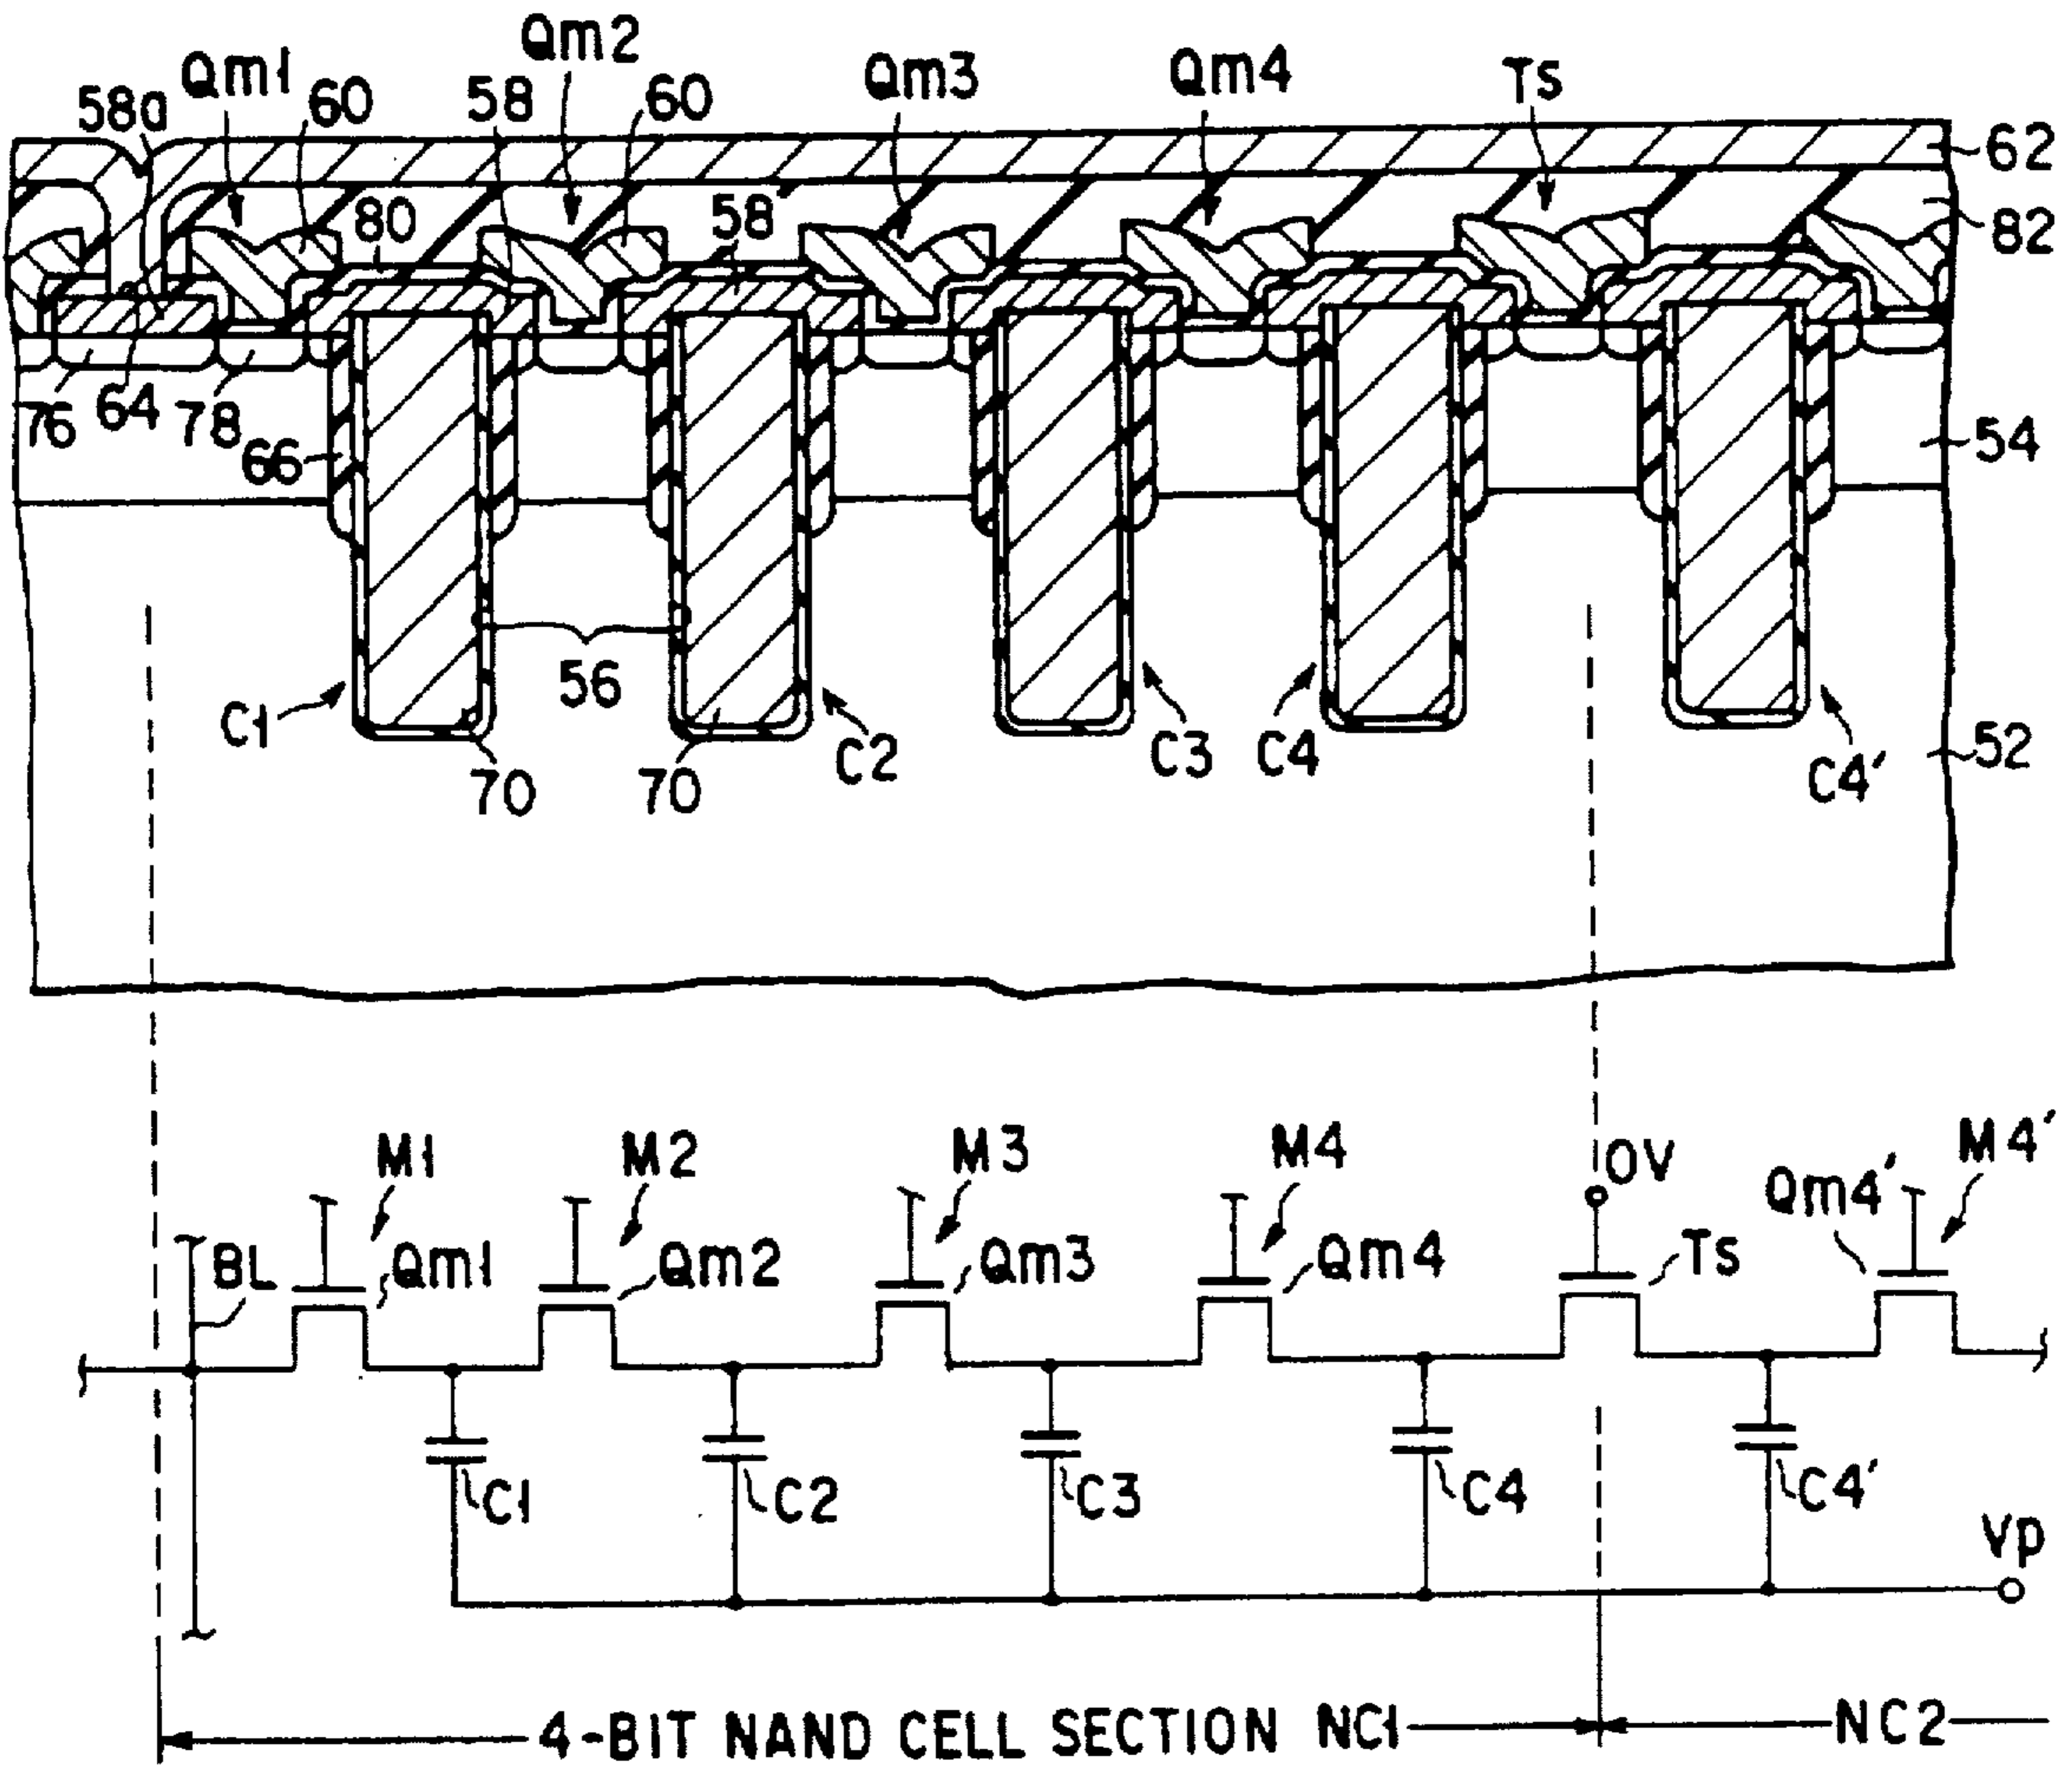 Qm1
Qm2
Qm3
Qm4
Ts
58a
60
58
60
62
80
58
82
76
64
78
66
54
56
C1
70
70
C2
C3
C4
C4'
52
M1
M2
M3
M4
M4'
0V
BL
Qm1
Qm2
Qm3
Qm4
Ts
Qm4'
C1
C2
C3
C4
C4'
Vp
4-BIT NAND CELL SECTION NC1
NC2